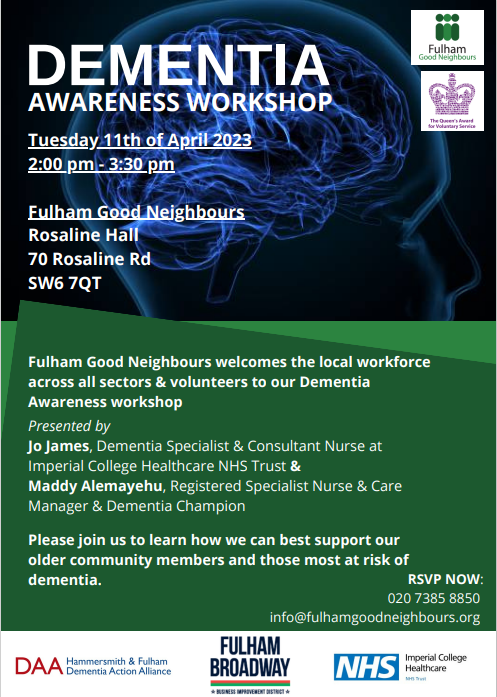 Fulham
Good Neighbours
The Queen's Award
for Voluntary Service
DEMENTIA
AWARENESS WORKSHOP
Tuesday 11th of April 2023
2:00 pm - 3:30 pm
Fulham Good Neighbours
Rosaline Hall
70 Rosaline Rd
SW6 7QT
Fulham Good Neighbours welcomes the local workforce
across all sectors & volunteers to our Dementia
Awareness workshop
Presented by
Jo James, Dementia Specialist & Consultant Nurse at
Imperial College Healthcare NHS Trust &
Maddy Alemayehu, Registered Specialist Nurse & Care
Manager & Dementia Champion
Please join us to learn how we can best support our
older community members and those most at risk of
dementia.
RSVP NOW:
020 7385 8850
info@fulhamgoodneighbours.org
DAA Hammersmith & Fulham
Dementia Action Alliance
FULHAM
BROADWAY
★ BUSINESS IMPROVEMENT DISTRICT ★
NHS
Imperial College
Healthcare
NHS Trust